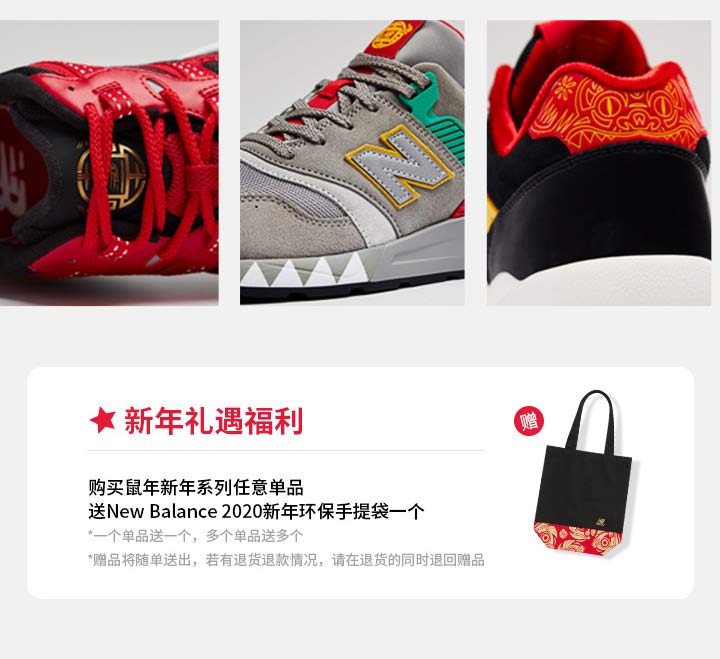 N
新年礼遇福利
赠
购买鼠年新年系列任意单品
送New Balance 2020新年环保手提袋一个
*一个单品送一个，多个单品送多个
*赠品将随单送出，若有退货退款情况，请在退货的同时退回赠品